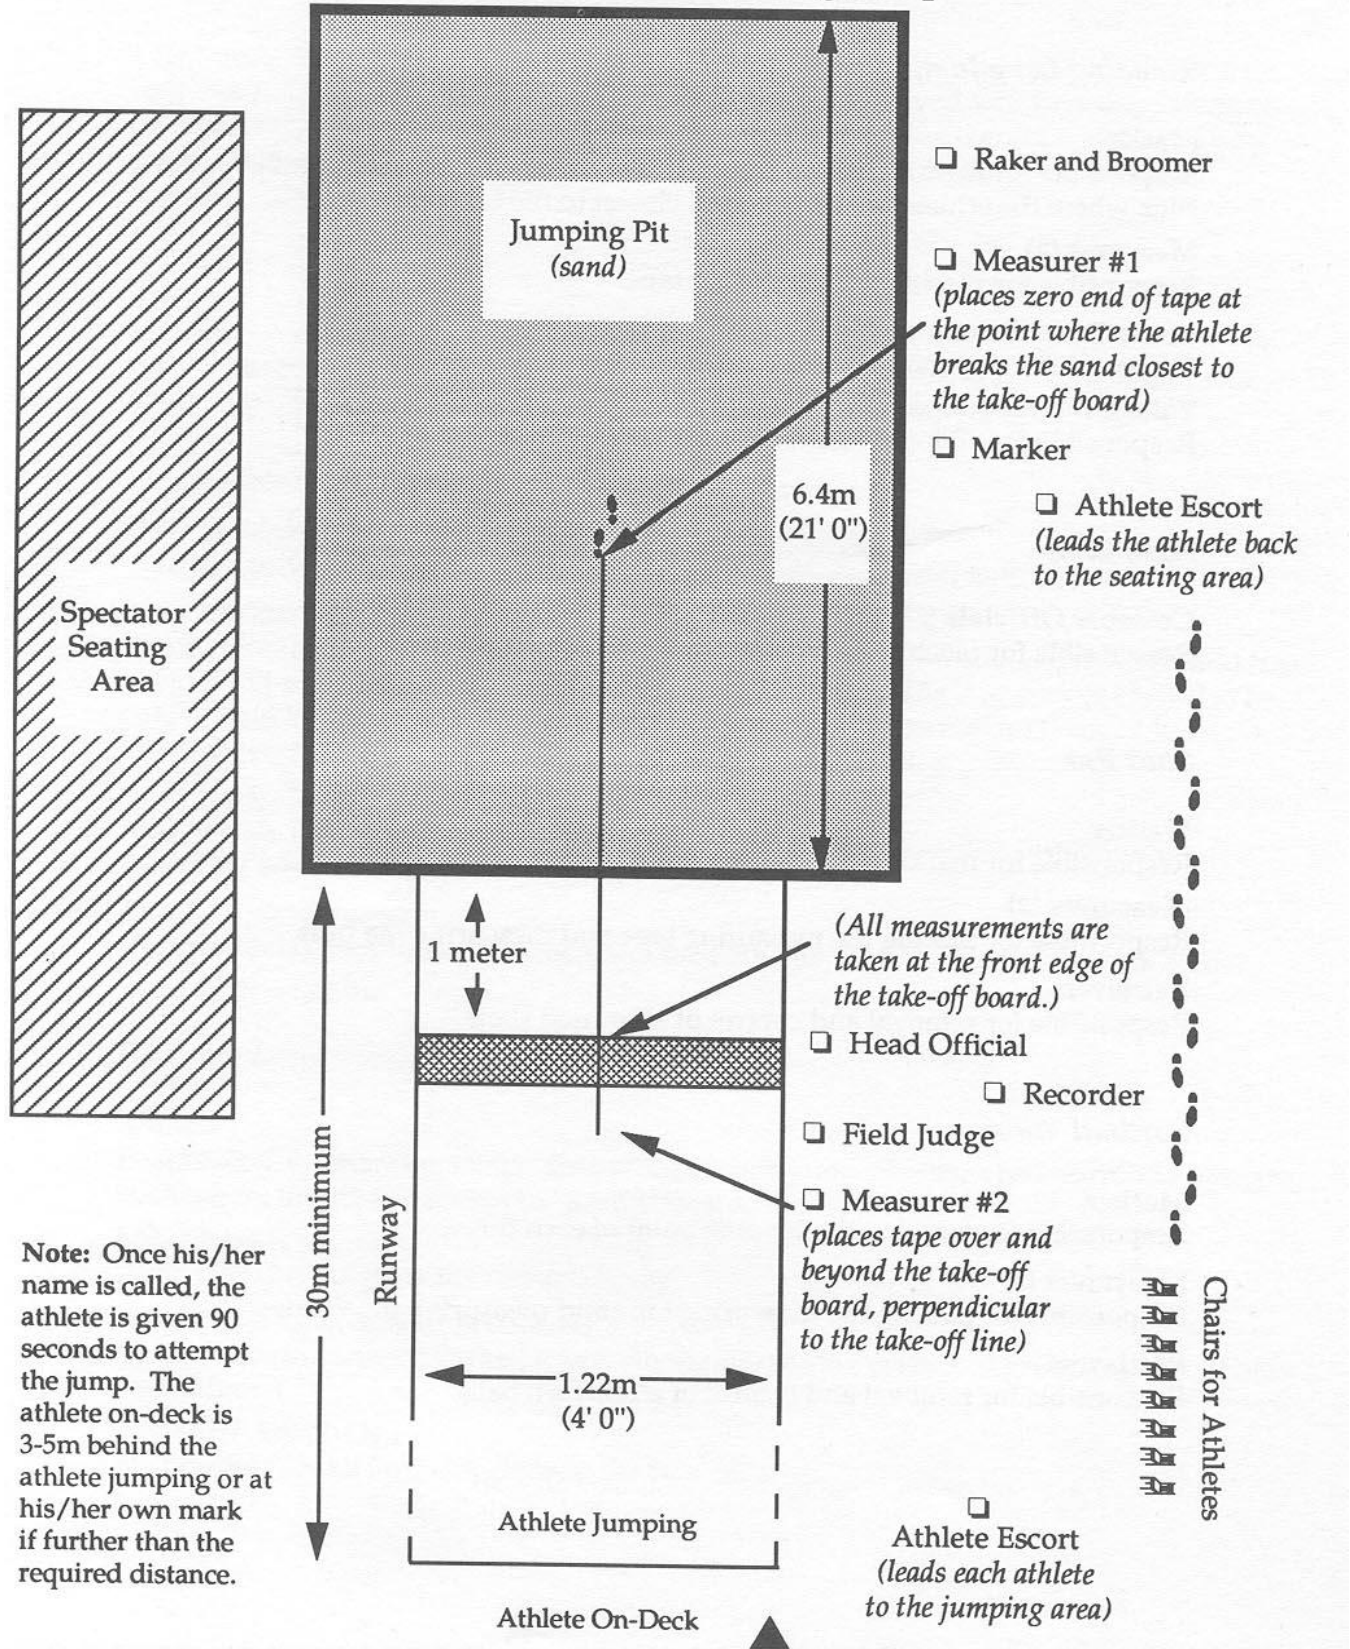 ❏ Raker and Broomer
Jumping Pit
(sand)
❏ Measurer #1
(places zero end of tape at
the point where the athlete
breaks the sand closest to
the take-off board)
❏ Marker
6.4m
(21' 0")
❏ Athlete Escort
(leads the athlete back
to the seating area)
Spectator
Seating
Area
1 meter
(All measurements are
taken at the front edge of
the take-off board.)
❏ Head Official
❏ Recorder
❏ Field Judge
❏ Measurer #2
(places tape over and
beyond the take-off
board, perpendicular
to the take-off line)
30m minimum
Runway
Note: Once his/her
name is called, the
athlete is given 90
seconds to attempt
the jump. The
athlete on-deck is
3-5m behind the
athlete jumping or at
his/her own mark
if further than the
required distance.
1.22m
(4' 0")
Chairs for Athletes
Athlete Jumping
❏
Athlete Escort
(leads each athlete
to the jumping area)
Athlete On-Deck